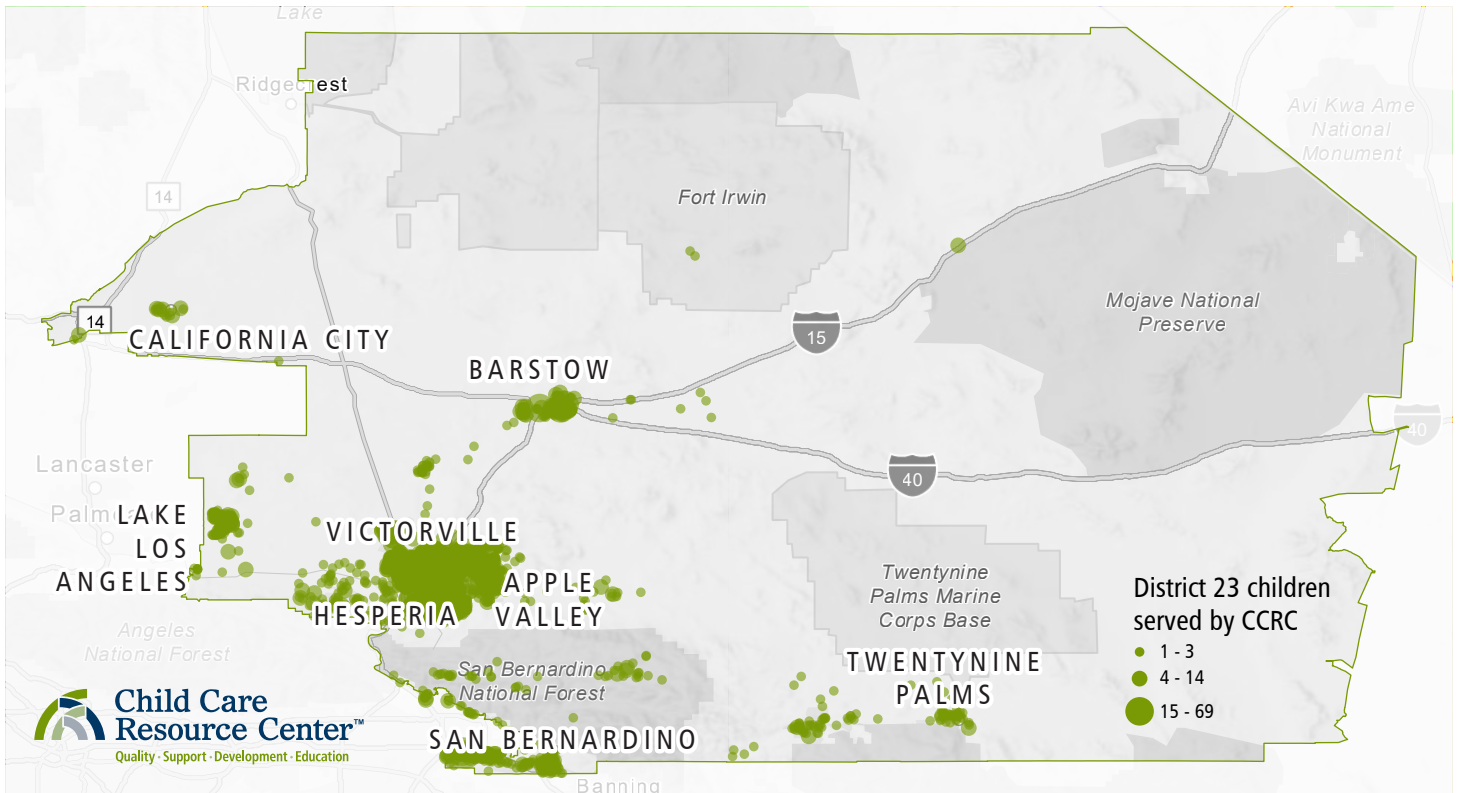 Lake
Ridgecrest
Avi Kwa Ame
National
Monument
14
Fort Irwin
Mojave National
Preserve
14
15
CALIFORNIA CITY
BARSTOW
40
Lancaster
40
LAKE
LOS
ANGELES
VICTORVILLE
Twentynine
Palms Marine
Corps Base
APPLE
VALLEY
HESPERIA
District 23 children
served by CCRC
1 - 3
4 - 14
15 - 69
Angeles
National Forest
San Bernardino
National Forest
TWENTYNINE
PALMS
Child Care
Resource Center™
Quality · Support · Development · Education
SAN BERNARDINO
Banning